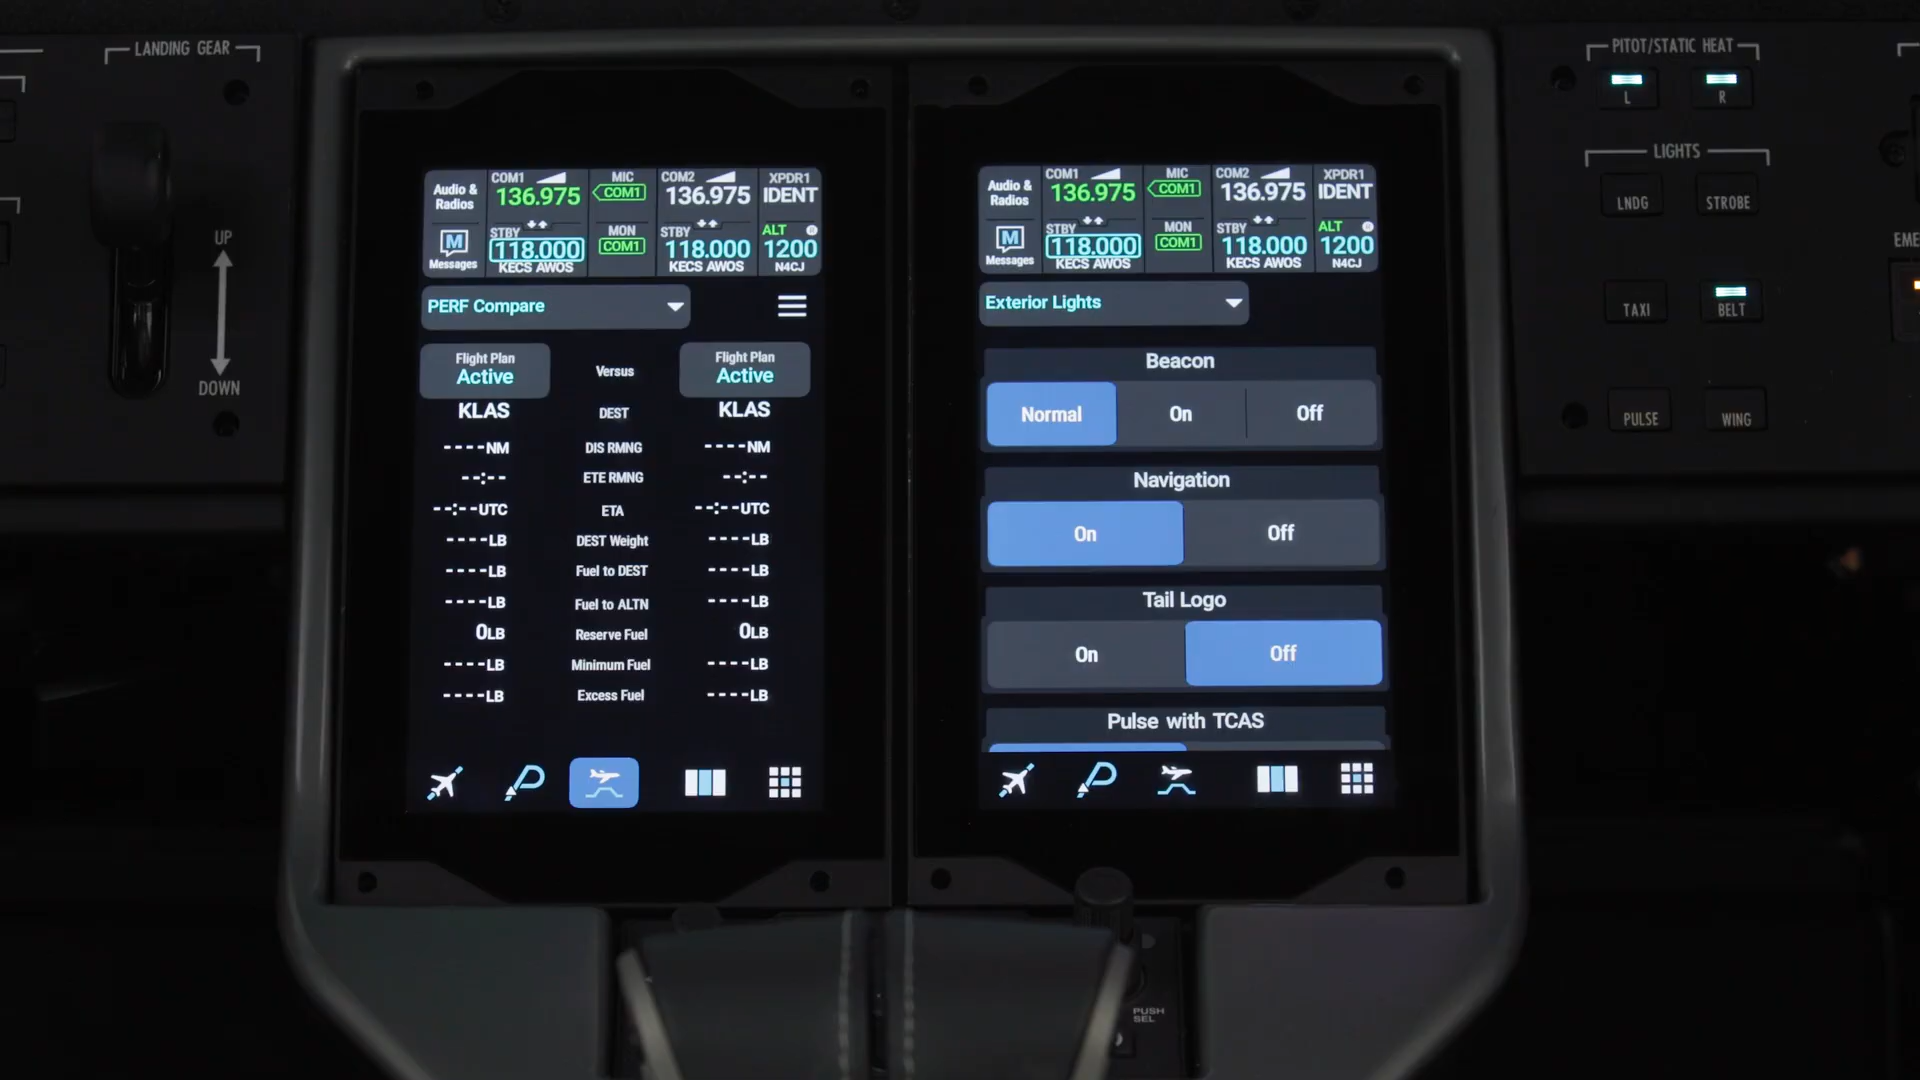 LANDING GEAR
UP
DOWN
Audio & Radios
COM1
136.975
MIC
COM1
COM2
136.975
XPDR1
IDENT
M
Messages
STBY
118.000
KECS AWOS
MON
COM1
STBY
118.000
KECS AWOS
ALT
R
1200
N4CJ
PERF Compare
Flight Plan
Active
Versus
Flight Plan
Active
KLAS DEST KLAS
----NM DIS RMNG ----NM
--:-- ETE RMNG --:--
--:--UTC ETA --:--UTC
----LB DEST Weight ----LB
----LB Fuel to DEST ----LB
----LB Fuel to ALTN ----LB
0LB Reserve Fuel 0LB
----LB Minimum Fuel ----LB
----LB Excess Fuel ----LB
Audio & Radios
COM1
136.975
MIC
COM1
COM2
136.975
XPDR1
IDENT
M
Messages
STBY
118.000
KECS AWOS
MON
COM1
STBY
118.000
KECS AWOS
ALT
1200
N4CJ
Exterior Lights
Beacon
Normal On Off
Navigation
On Off
Tail Logo
On Off
Pulse with TCAS
PUSH
SEL
PITOT/STATIC HEAT
L R
LIGHTS
LNDG STROBE
TAXI BELT
PULSE WING